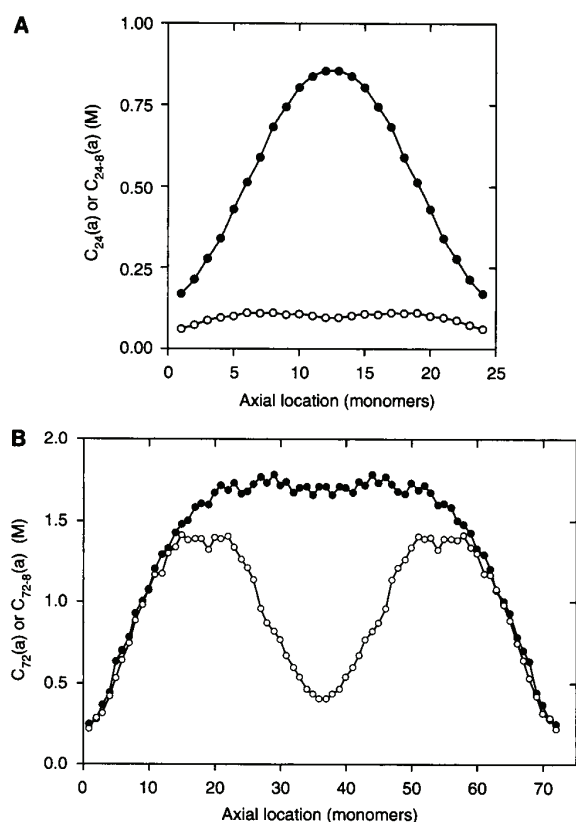 A
C24(a) or C24-8(a) (M)
1.00
0.75
0.50
0.25
0.00
0 5 10 15 20 25
Axial location (monomers)
B
C72(a) or C72-8(a) (M)
2.0
1.5
1.0
0.5
0.0
0 10 20 30 40 50 60 70
Axial location (monomers)